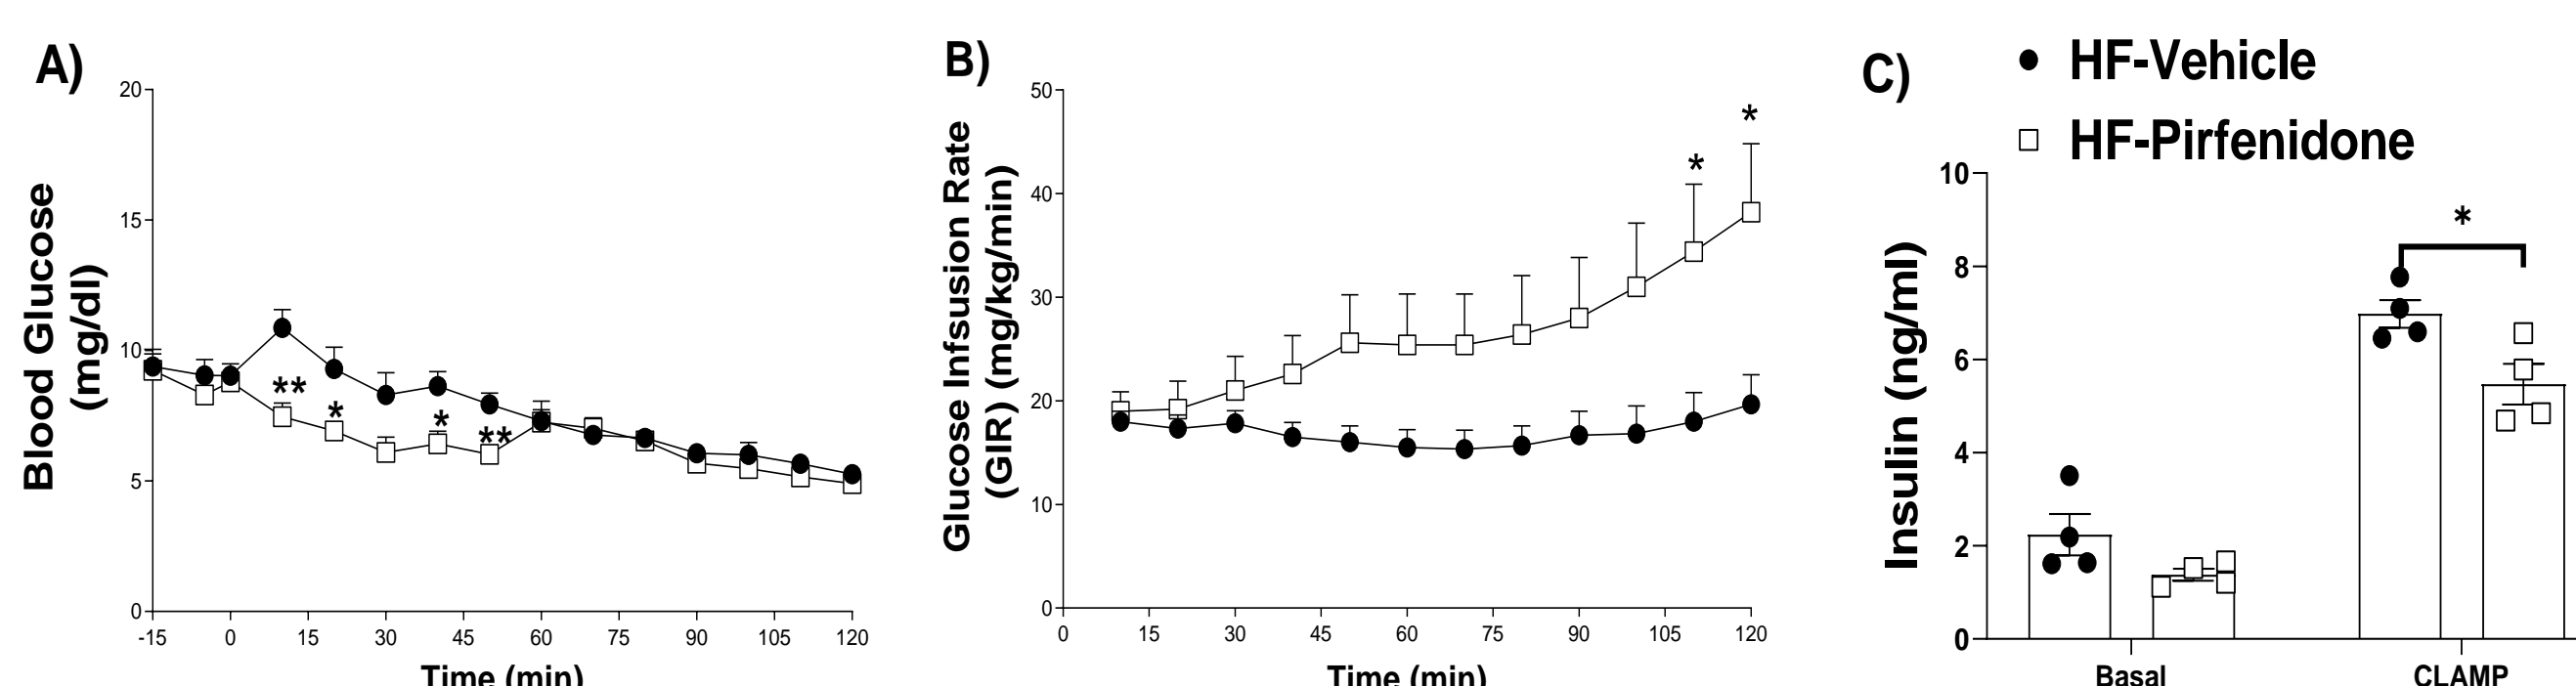 A)
Blood Glucose
(mg/dl)
20
15
10
5
0
**
*
*
**
-15 0 15 30 45 60 75 90 105 120
Time (min)
B)
Glucose Infsusion Rate
(GIR) (mg/kg/min)
50
40
30
20
10
0
*
*
0 15 30 45 60 75 90 105 120
Time (min)
C)
HF-Vehicle
HF-Pirfenidone
Insulin (ng/ml)
10
8
6
4
2
0
*
Basal CLAMP